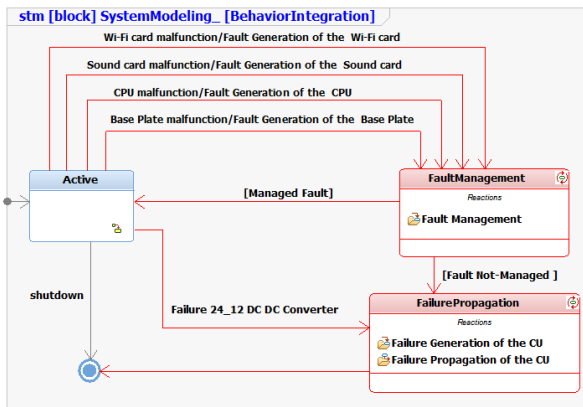 stm [block] SystemModeling_ [BehaviorIntegration]
Wi-Fi card malfunction/Fault Generation of the Wi-Fi card
Sound card malfunction/Fault Generation of the Sound card
CPU malfunction/Fault Generation of the CPU
Base Plate malfunction/Fault Generation of the Base Plate
Active
FaultManagement
Reactions
Fault Management
[Managed Fault]
[Fault Not-Managed ]
shutdown
Failure 24_12 DC DC Converter
FailurePropagation
Reactions
Failure Generation of the CU
Failure Propagation of the CU